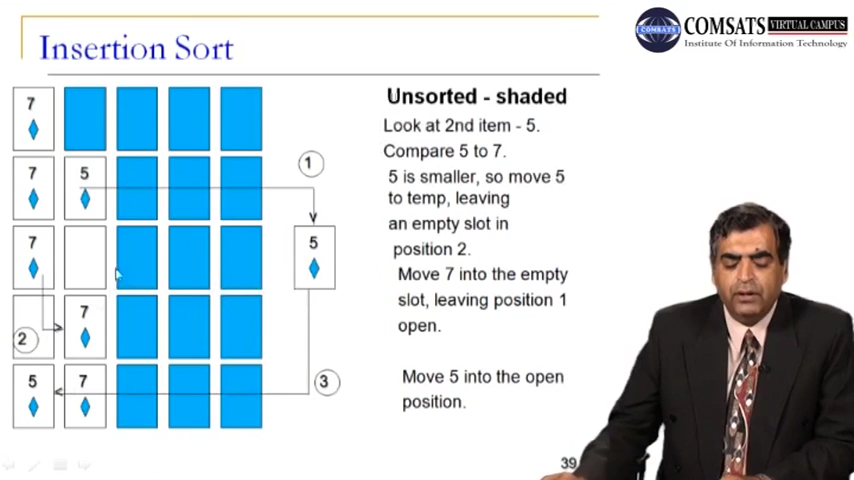 Insertion Sort
COMSATS VIRTUAL CAMPUS
COMSATS
Institute Of Information Technology
7
7 5
1
7
5
7
2
5 7
3
Unsorted - shaded
Look at 2nd item - 5.
Compare 5 to 7.
5 is smaller, so move 5
to temp, leaving
an empty slot in
position 2.
Move 7 into the empty
slot, leaving position 1
open.
Move 5 into the open
position.
39